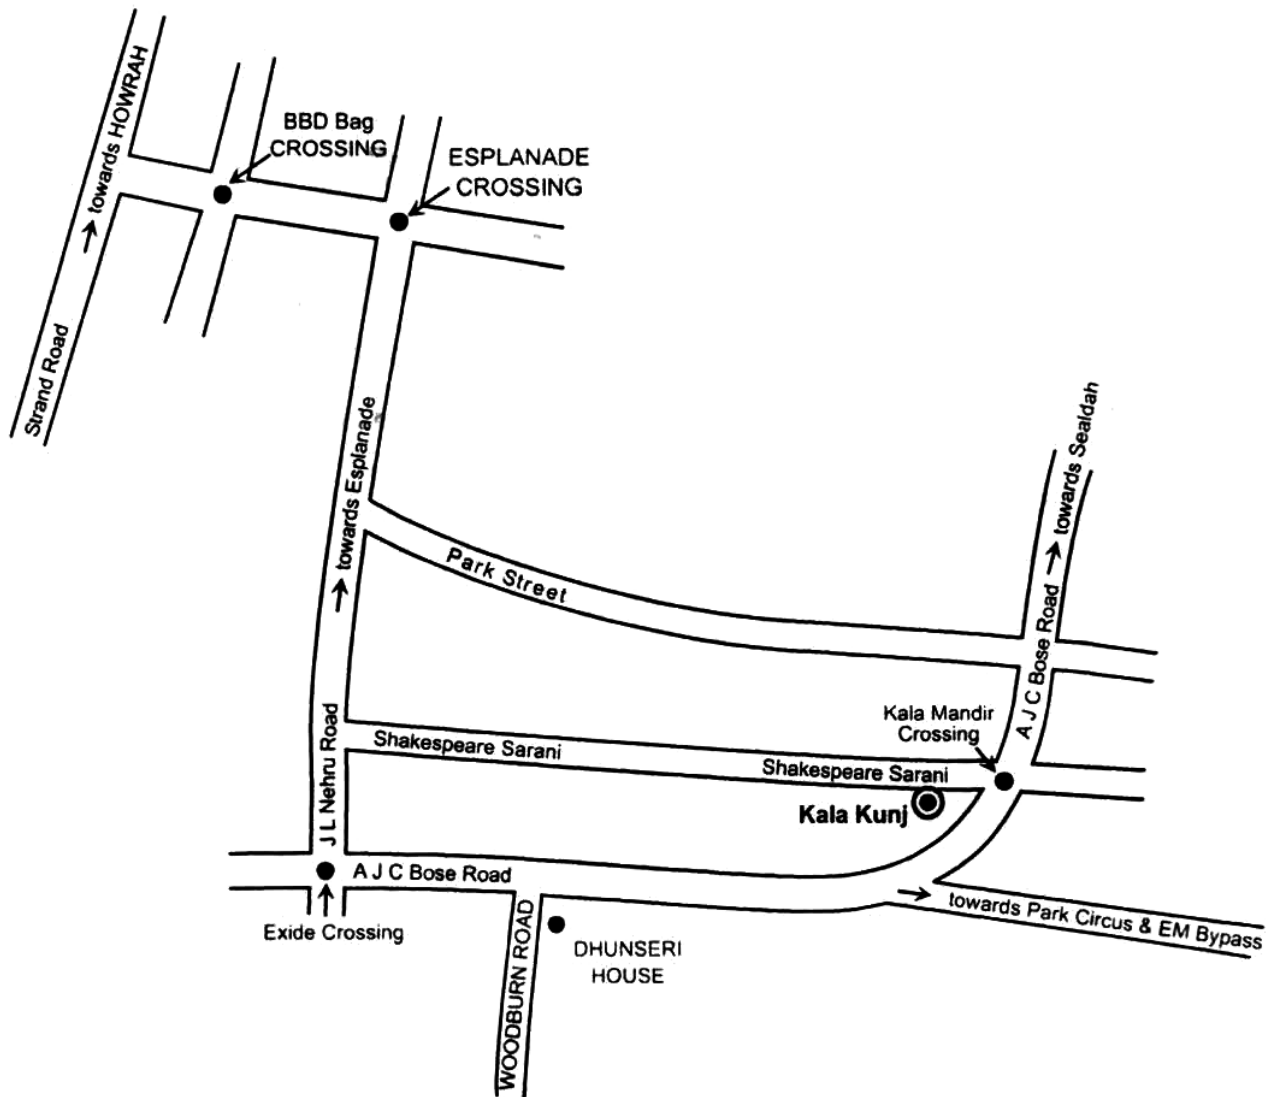 towards HOWRAH
BBD Bag
CROSSING
ESPLANADE
CROSSING
Strand Road
towards Esplanade
towards Sealdah
Park Street
A J C Bose Road
J L Nehru Road
Kala Mandir
Crossing
Shakespeare Sarani
Shakespeare Sarani
Kala Kunj
A J C Bose Road
towards Park Circus & EM Bypass
Exide Crossing
WOODBURN ROAD
DHUNSERI
HOUSE